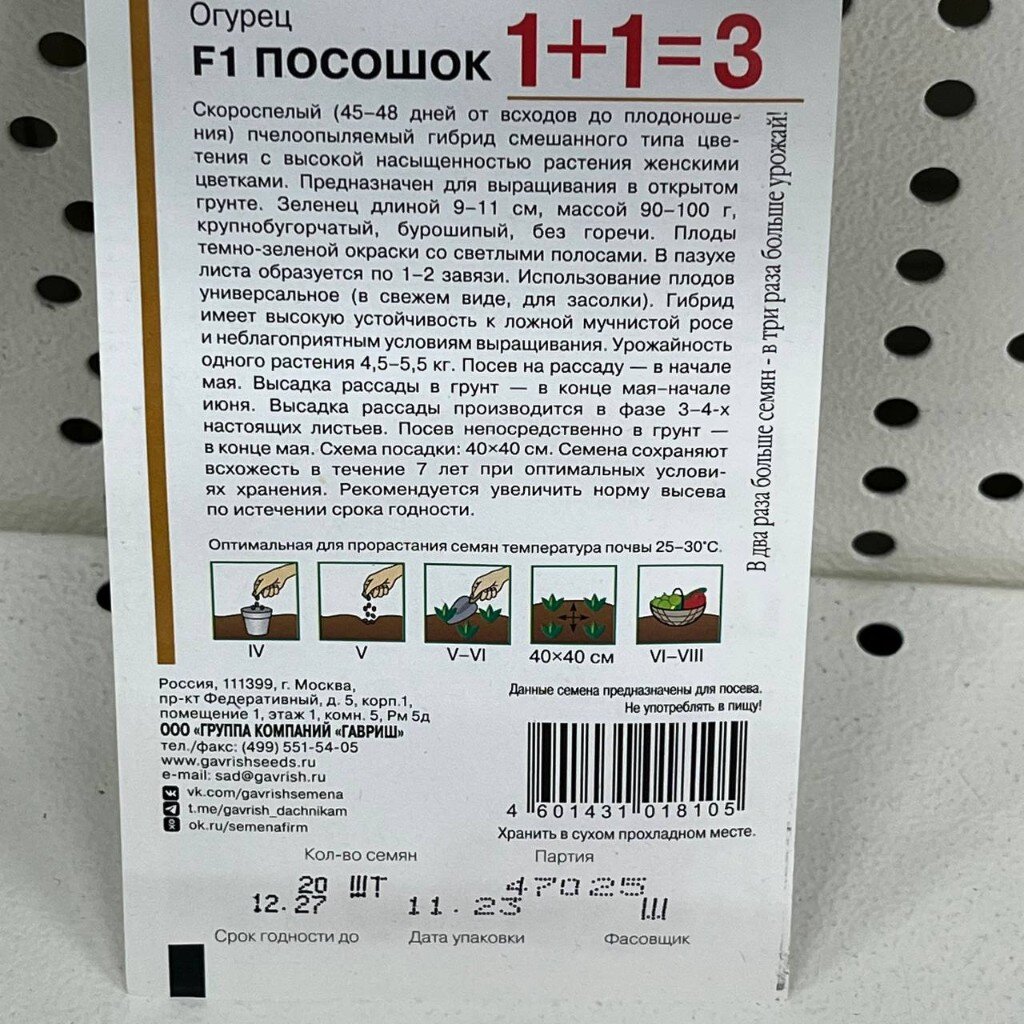 Огурец
F1 ПОСОШОК 1+1=3
Скороспелый (45–48 дней от всходов до плодоноше-
ния) пчелоопыляемый гибрид смешанного типа цве-
тения с высокой насыщенностью растения женскими
цветками. Предназначен для выращивания в открытом
грунте. Зеленец длиной 9–11 см, массой 90–100 г,
крупнобугорчатый, бурошипый, без горечи. Плоды
темно-зеленой окраски со светлыми полосами. В пазухе
листа образуется по 1–2 завязи. Использование плодов
универсальное (в свежем виде, для засолки). Гибрид
имеет высокую устойчивость к ложной мучнистой росе
и неблагоприятным условиям выращивания. Урожайность
одного растения 4,5–5,5 кг. Посев на рассаду — в начале
мая. Высадка рассады в грунт — в конце мая–начале
июня. Высадка рассады производится в фазе 3–4-х
настоящих листьев. Посев непосредственно в грунт —
в конце мая. Схема посадки: 40×40 см. Семена сохраняют
всхожесть в течение 7 лет при оптимальных услови-
ях хранения. Рекомендуется увеличить норму высева
по истечении срока годности.
В два раза больше семян - в три раза больше урожай!
Оптимальная для прорастания семян температура почвы 25–30°С.
IV V V–VI 40×40 см VI–VIII
Россия, 111399, г. Москва,
пр-кт Федеративный, д. 5, корп.1,
помещение 1, этаж 1, комн. 5, Рм 5д
ООО «ГРУППА КОМПАНИЙ «ГАВРИШ»
тел./факс: (499) 551-54-05
www.gavrishseeds.ru
e-mail: sad@gavrish.ru
vk.com/gavrishsemena
t.me/gavrish_dachnikam
ok.ru/semenafirm
Данные семена предназначены для посева.
Не употреблять в пищу!
4 601431 018105
Хранить в сухом прохладном месте.
Кол-во семян Партия
20 ШТ 47025
12.27 11.23 Ш
Срок годности до Дата упаковки Фасовщик